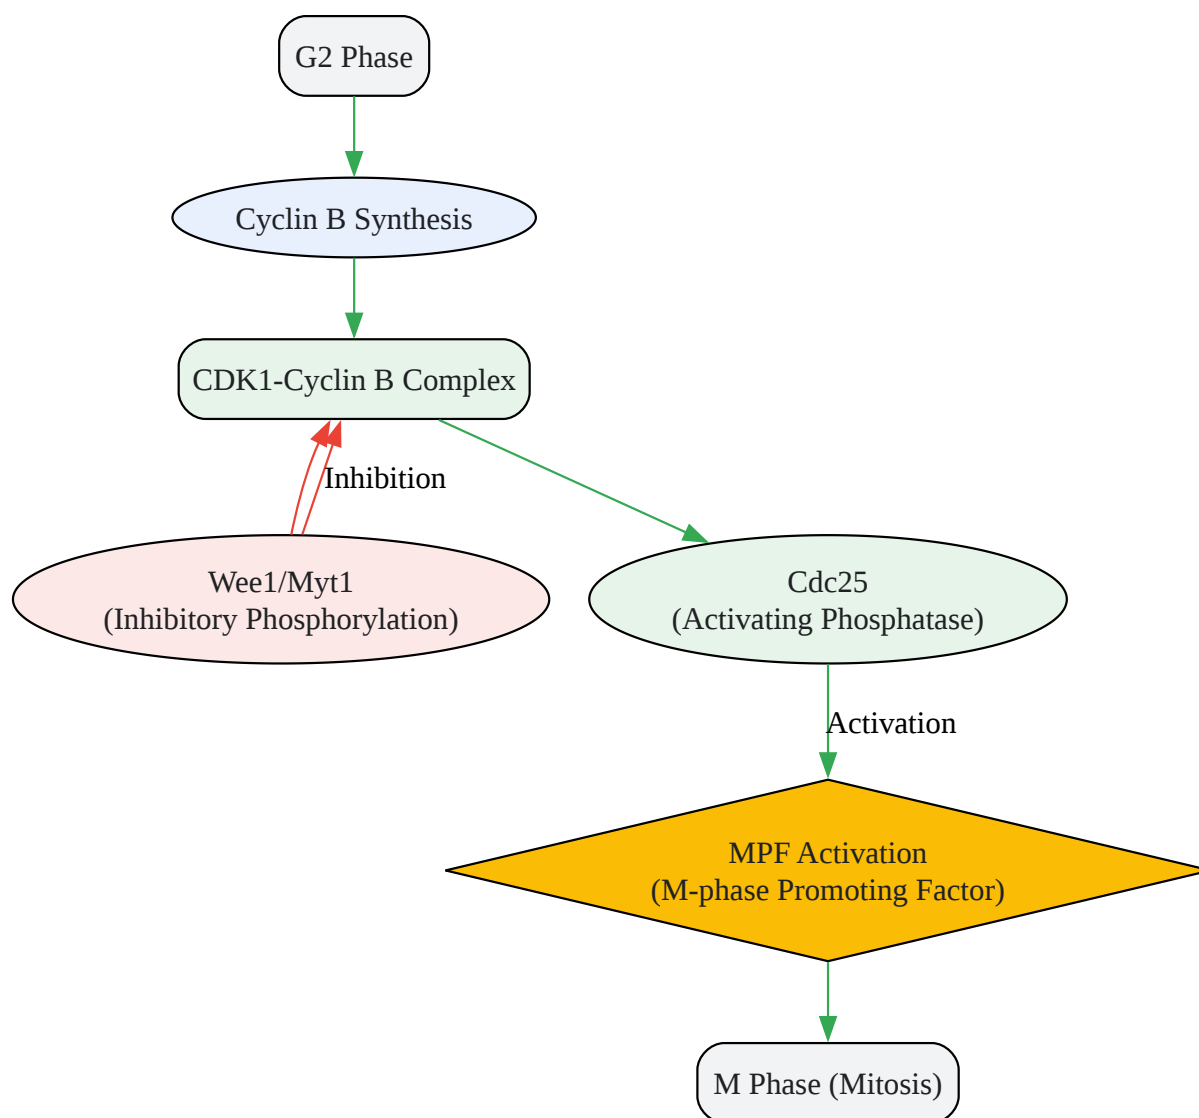 G2 Phase
Cyclin B Synthesis
CDK1-Cyclin B Complex
Inhibition
Wee1/Myt1
(Inhibitory Phosphorylation)
Cdc25
(Activating Phosphatase)
Activation
MPF Activation
(M-phase Promoting Factor)
M Phase (Mitosis)